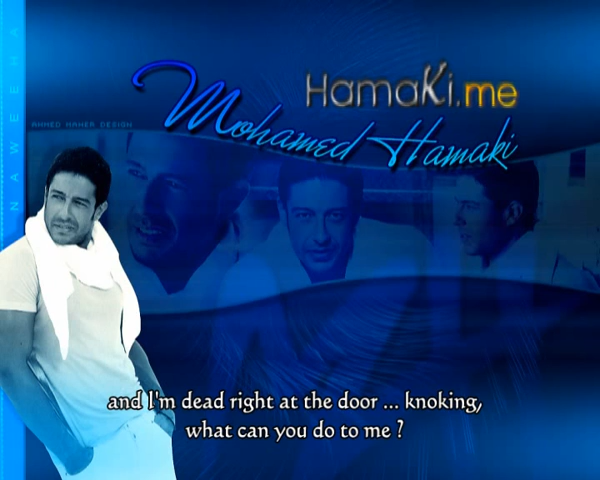 HamaKi.me
Mohamed Hamaki
AHMED MAHER DESIGN
NAWEEHA
and I'm dead right at the door ... knoking,
what can you do to me ?